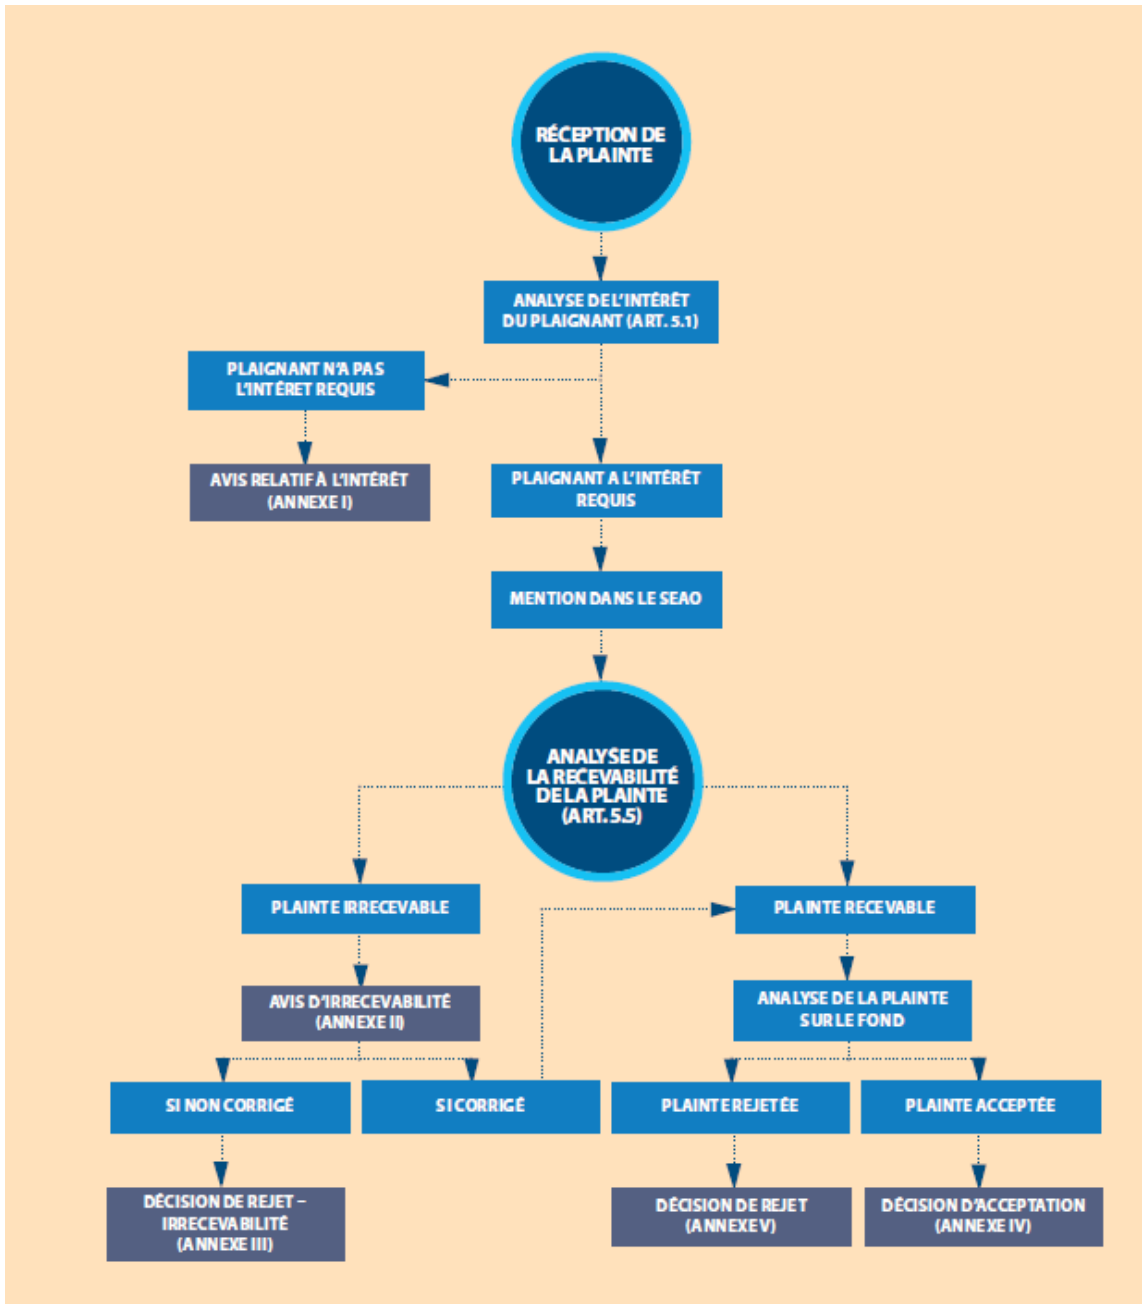 RÉCEPTION DE
LA PLAINTE
ANALYSE DE L'INTÉRÊT
DU PLAIGNANT (ART. 5.1)
PLAIGNANT N'A PAS
L'INTÉRET REQUIS
AVIS RELATIF À L'INTÉRÊT
(ANNEXE I)
PLAIGNANT A L'INTÉRÊT
REQUIS
MENTION DANS LE SEAO
ANALYSE DE
LA RECEVABILITÉ
DE LA PLAINTE
(ART. 5.5)
PLAINTE IRRECEVABLE
PLAINTE RECEVABLE
AVIS D'IRRECEVABILITÉ
(ANNEXE II)
ANALYSE DE LA PLAINTE
SUR LE FOND
SI NON CORRIGÉ
SI CORRIGÉ
PLAINTE REJETÉE
PLAINTE ACCEPTÉE
DÉCISION DE REJET –
IRRECEVABILITÉ
(ANNEXE III)
DÉCISION DE REJET
(ANNEXE V)
DÉCISION D'ACCEPTATION
(ANNEXE IV)